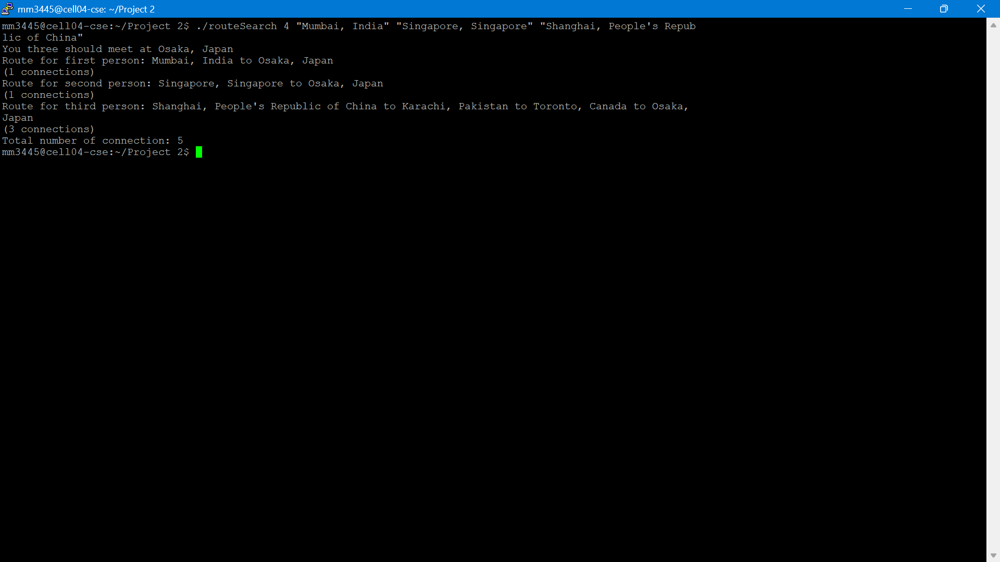 mm3445@cell04-cse: ~/Project 2
mm3445@cell04-cse:~/Project 2$ ./routeSearch 4 "Mumbai, India" "Singapore, Singapore" "Shanghai, People's Repub
lic of China"
You three should meet at Osaka, Japan
Route for first person: Mumbai, India to Osaka, Japan
(1 connections)
Route for second person: Singapore, Singapore to Osaka, Japan
(1 connections)
Route for third person: Shanghai, People's Republic of China to Karachi, Pakistan to Toronto, Canada to Osaka,
Japan
(3 connections)
Total number of connection: 5
mm3445@cell04-cse:~/Project 2$